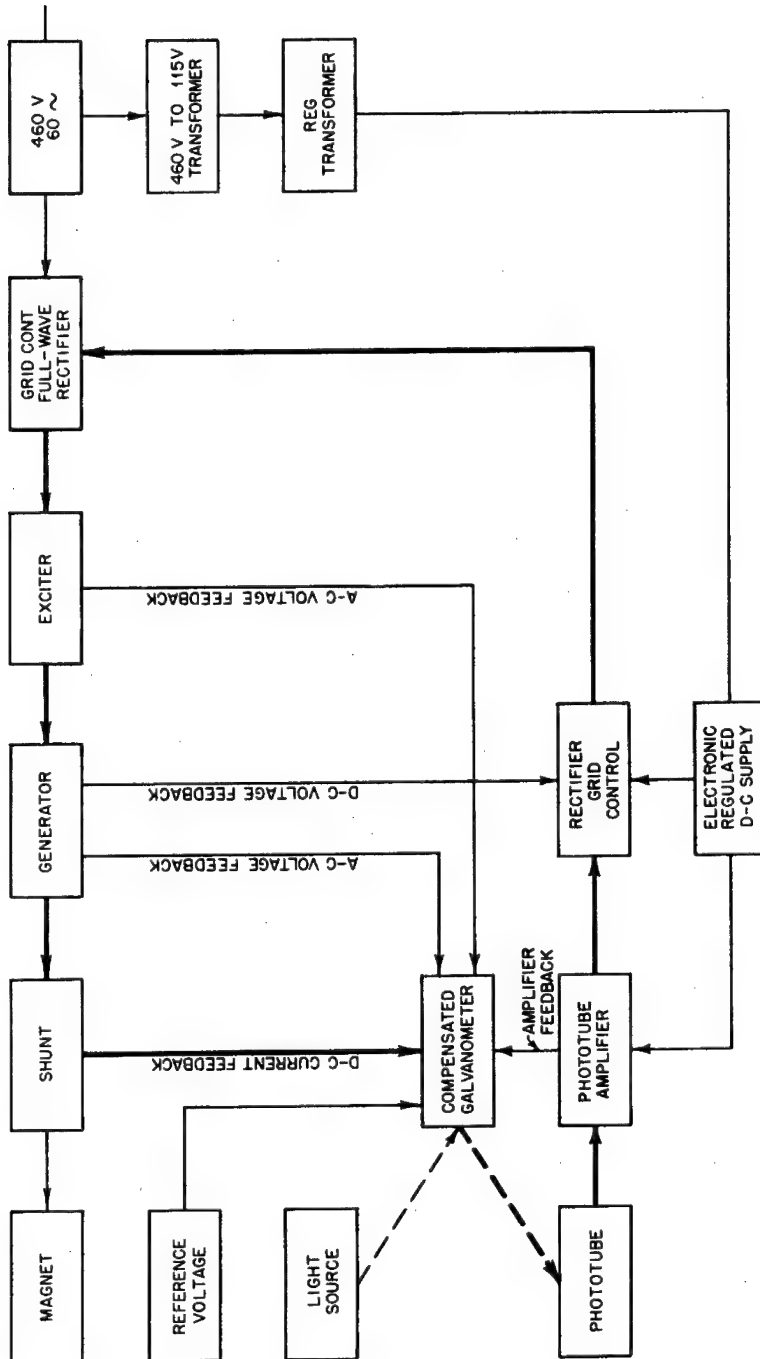 460 V
60 ~
460 V TO 115V
TRANSFORMER
REG
TRANSFORMER
GRID CONT
FULL-WAVE
RECTIFIER
EXCITER
A-C VOLTAGE FEEDBACK
GENERATOR
D-C VOLTAGE FEEDBACK
A-C VOLTAGE FEEDBACK
SHUNT
D-C CURRENT FEEDBACK
MAGNET
REFERENCE
VOLTAGE
LIGHT
SOURCE
COMPENSATED
GALVANOMETER
AMPLIFIER
FEEDBACK
PHOTOTUBE
PHOTOTUBE
AMPLIFIER
RECTIFIER
GRID
CONTROL
ELECTRONIC
REGULATED
D-C SUPPLY